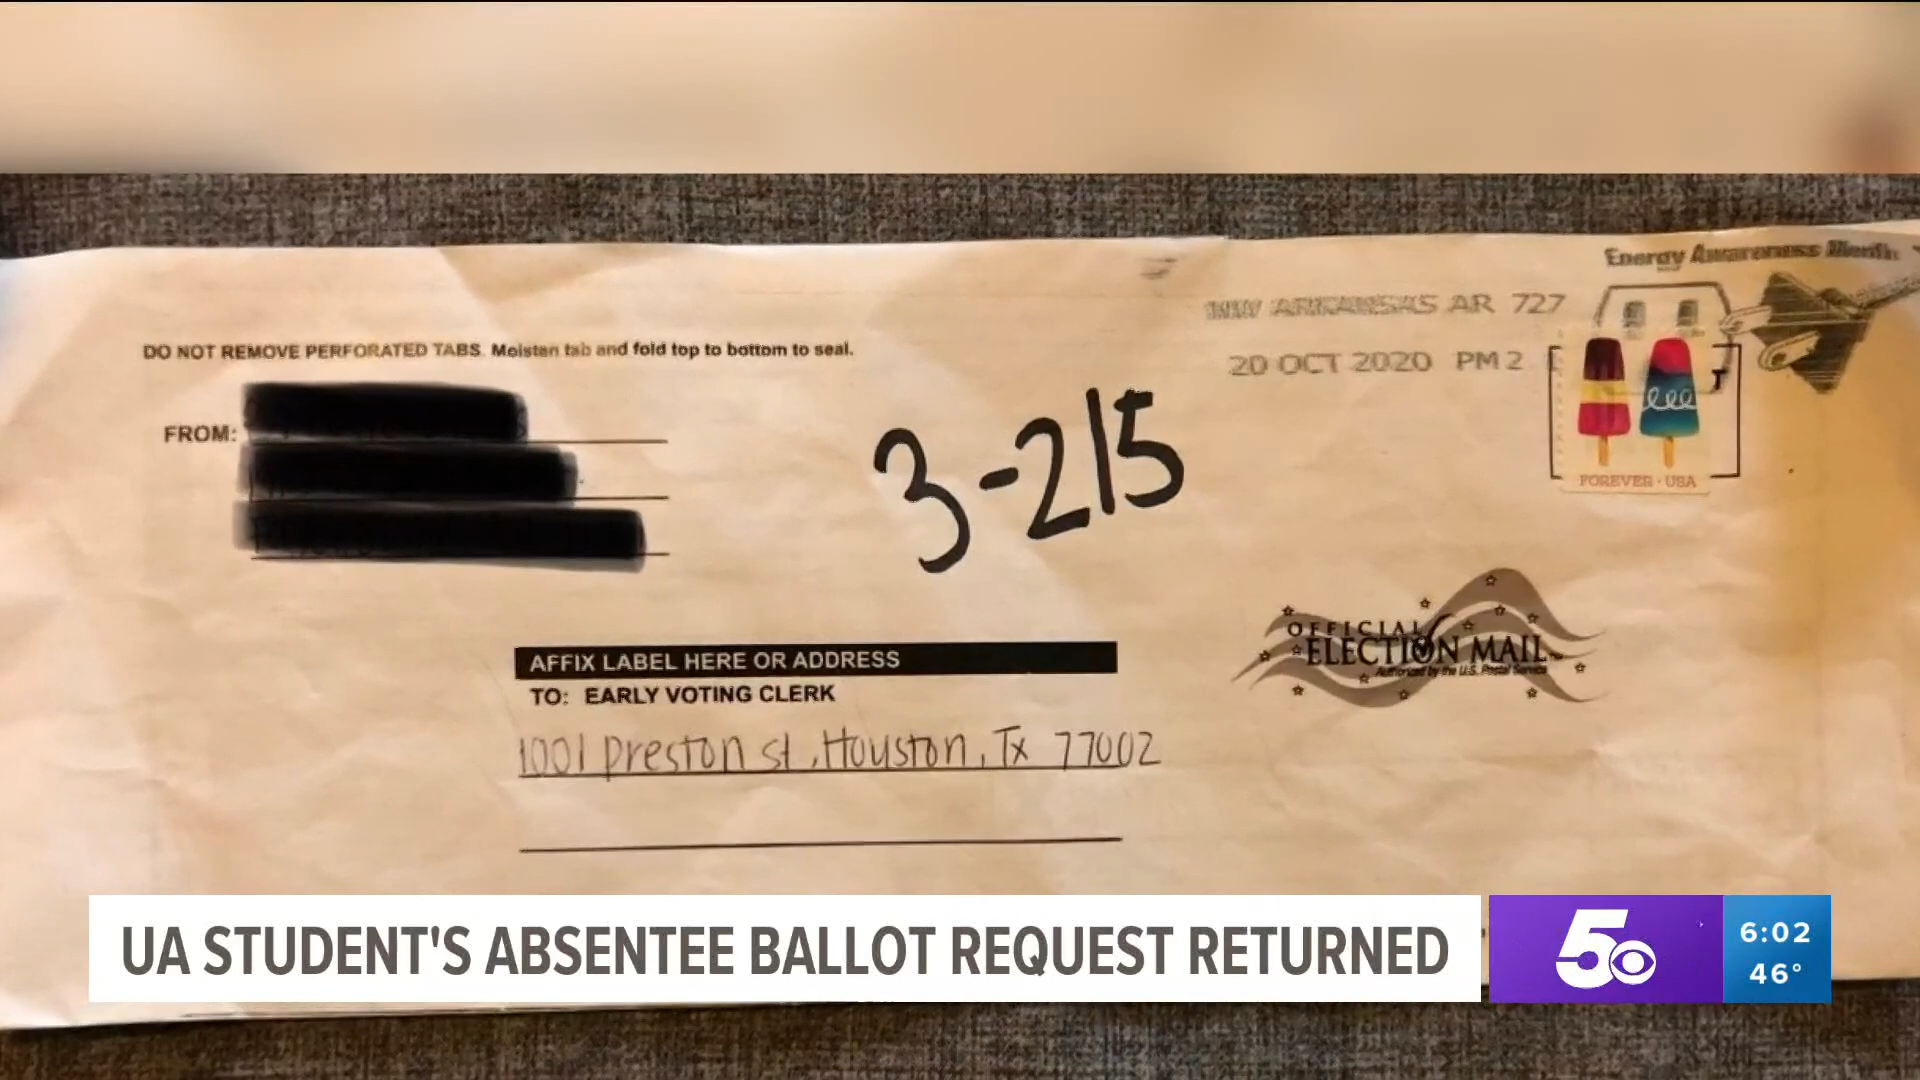 Energy Awareness Month
NW ARKANSAS AR 727
20 OCT 2020 PM 2
DO NOT REMOVE PERFORATED TABS. Moisten tab and fold top to bottom to seal.
FROM:
3-215
FOREVER · USA
OFFICIAL
ELECTION MAIL
Authorized by the U.S. Postal Service
AFFIX LABEL HERE OR ADDRESS
TO: EARLY VOTING CLERK
1001 Preston st, Houston, Tx 77002
UA STUDENT'S ABSENTEE BALLOT REQUEST RETURNED
5
6:02
46°